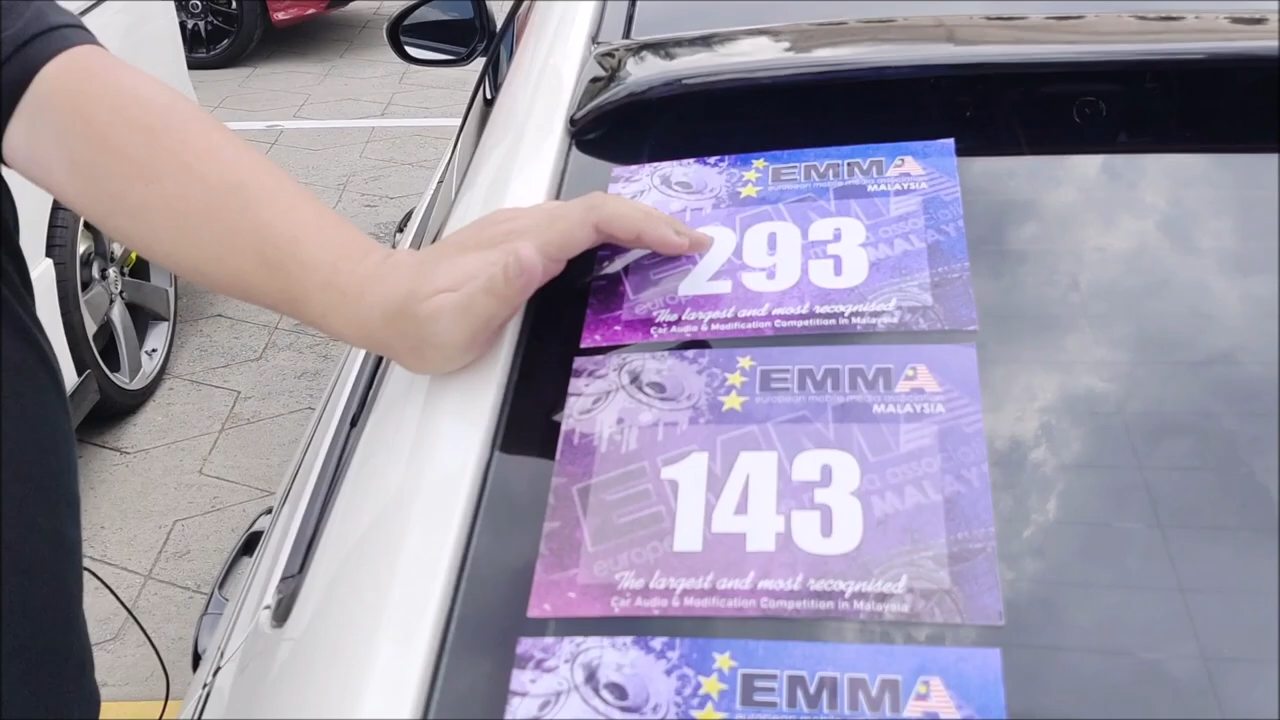 EMMA
european mobile media association
MALAYSIA
293
The largest and most recognised
Car Audio & Modification Competition in Malaysia
EMMA
european mobile media association
MALAYSIA
143
The largest and most recognised
Car Audio & Modification Competition in Malaysia
EMMA